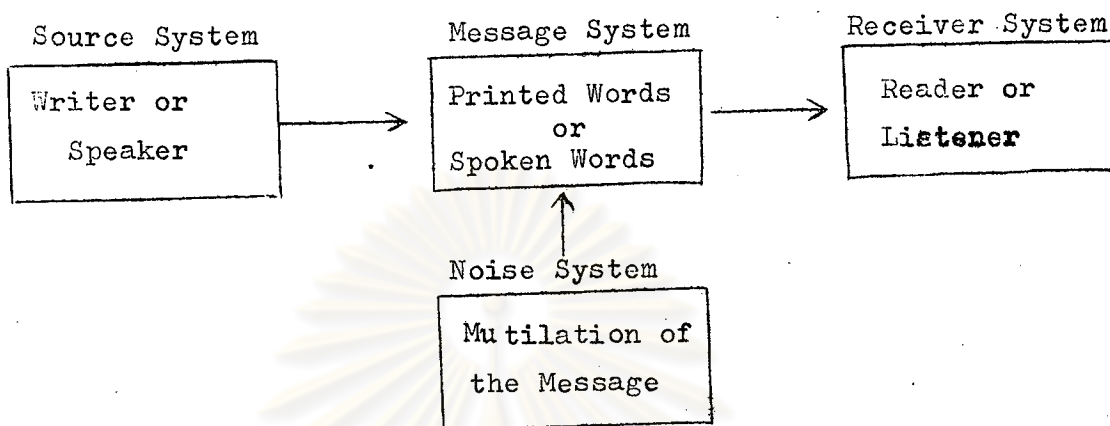 Source System
Writer or
Speaker
Message System
Printed Words
or
Spoken Words
Receiver System
Reader or
Listener
Noise System
Mutilation of
the Message